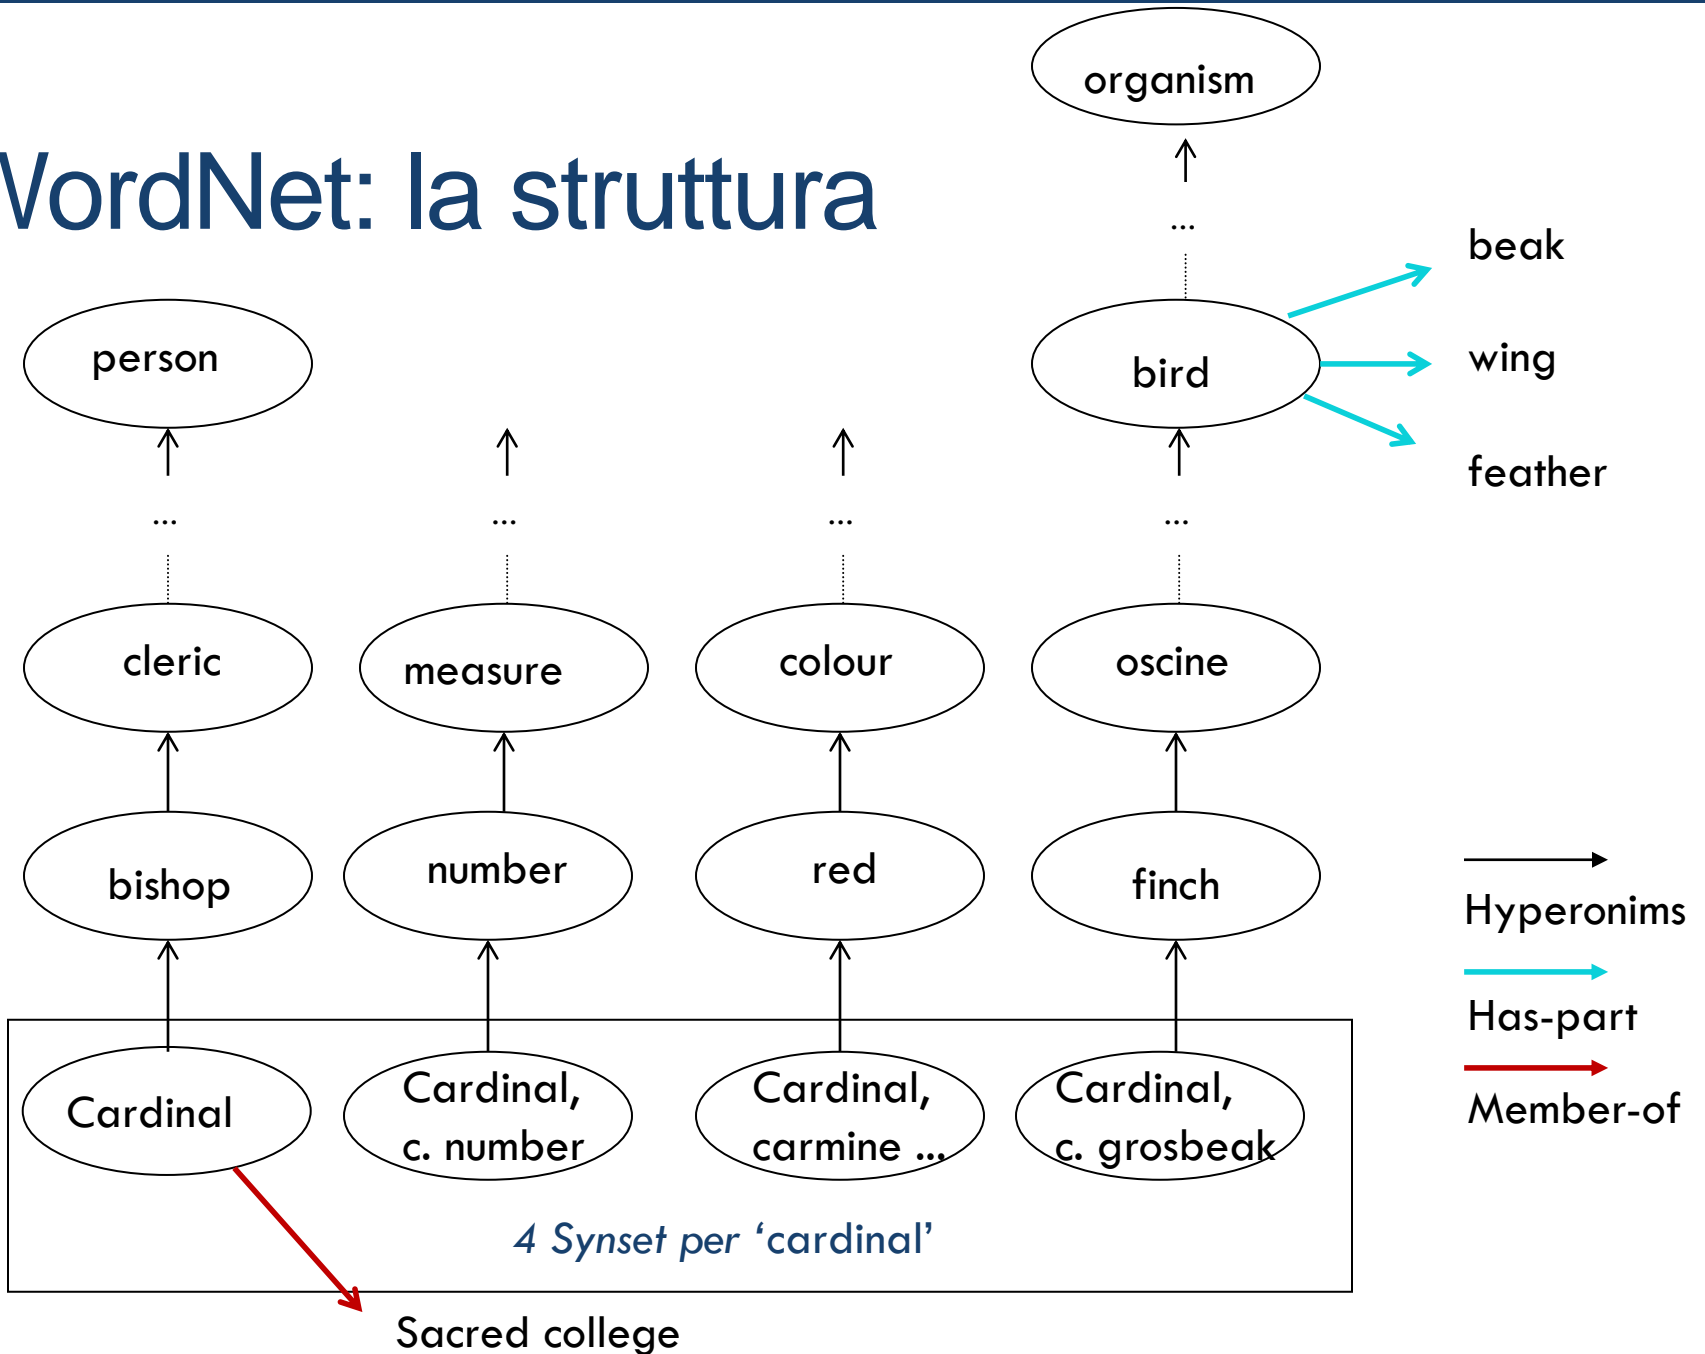 organism
WordNet: la struttura
...
beak
person
bird
wing
feather
...
...
...
...
cleric
measure
colour
oscine
bishop
number
red
finch
Hyperonims
Has-part
Member-of
Cardinal
Cardinal,
c. number
Cardinal,
carmine ...
Cardinal,
c. grosbeak
4 Synset per ‘cardinal’
Sacred college